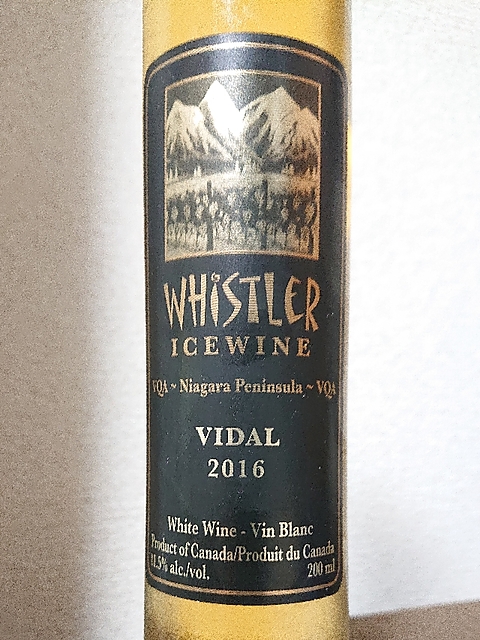 WHiSTLER
ICEWINE
VQA ~ Niagara Peninsula ~ VQA
VIDAL
2016
White Wine - Vin Blanc
Product of Canada/Produit du Canada
11.5% alc./vol. 200 ml